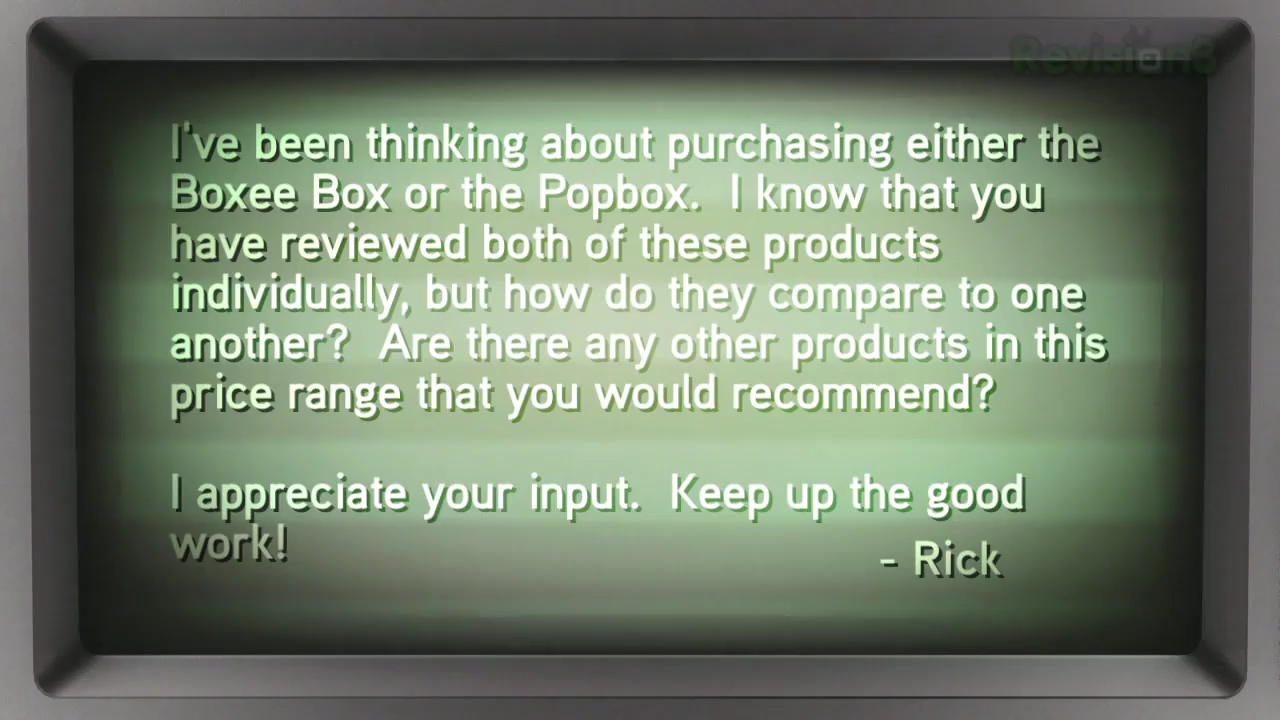 Revision3
I've been thinking about purchasing either the
Boxee Box or the Popbox.  I know that you
have reviewed both of these products
individually, but how do they compare to one
another?  Are there any other products in this
price range that you would recommend?
I appreciate your input.  Keep up the good
work!
- Rick